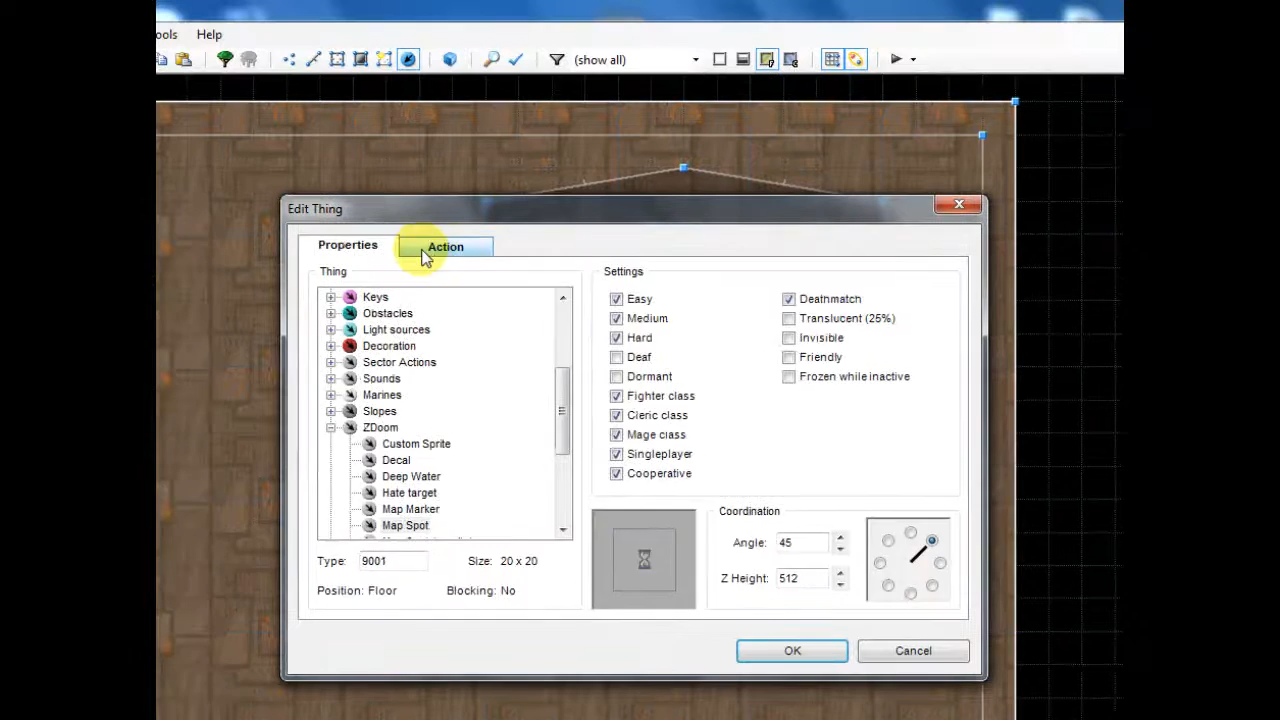 ools Help
(show all)
Edit Thing
Properties Action
Thing
Keys
Obstacles
Light sources
Decoration
Sector Actions
Sounds
Marines
Slopes
ZDoom
Custom Sprite
Decal
Deep Water
Hate target
Map Marker
Map Spot
Type: 9001 Size: 20 x 20
Position: Floor Blocking: No
Settings
Easy
Medium
Hard
Deaf
Dormant
Fighter class
Cleric class
Mage class
Singleplayer
Cooperative
Deathmatch
Translucent (25%)
Invisible
Friendly
Frozen while inactive
Coordination
Angle: 45
Z Height: 512
OK Cancel